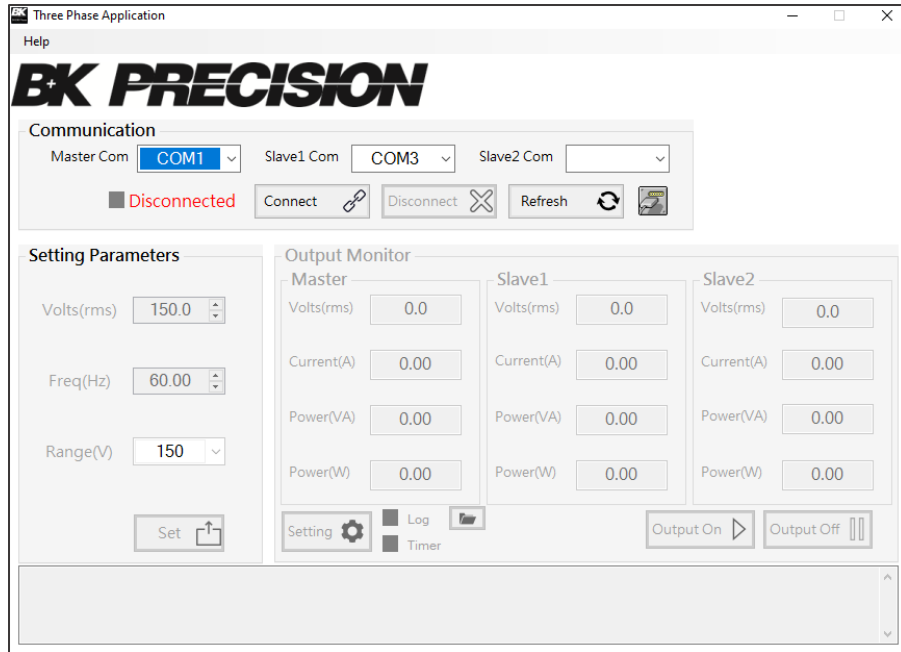 Three Phase Application
Help
BK PRECISION
Communication
Master Com COM1 Slave1 Com COM3 Slave2 Com
Disconnected Connect Disconnect Refresh
Setting Parameters
Volts(rms) 150.0
Freq(Hz) 60.00
Range(V) 150
Set
Output Monitor
Master
Volts(rms) 0.0
Current(A) 0.00
Power(VA) 0.00
Power(W) 0.00
Slave1
Volts(rms) 0.0
Current(A) 0.00
Power(VA) 0.00
Power(W) 0.00
Slave2
Volts(rms) 0.0
Current(A) 0.00
Power(VA) 0.00
Power(W) 0.00
Setting Log
Timer
Output On Output Off